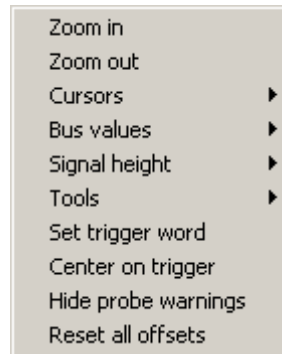 Zoom in
Zoom out
Cursors
Bus values
Signal height
Tools
Set trigger word
Center on trigger
Hide probe warnings
Reset all offsets